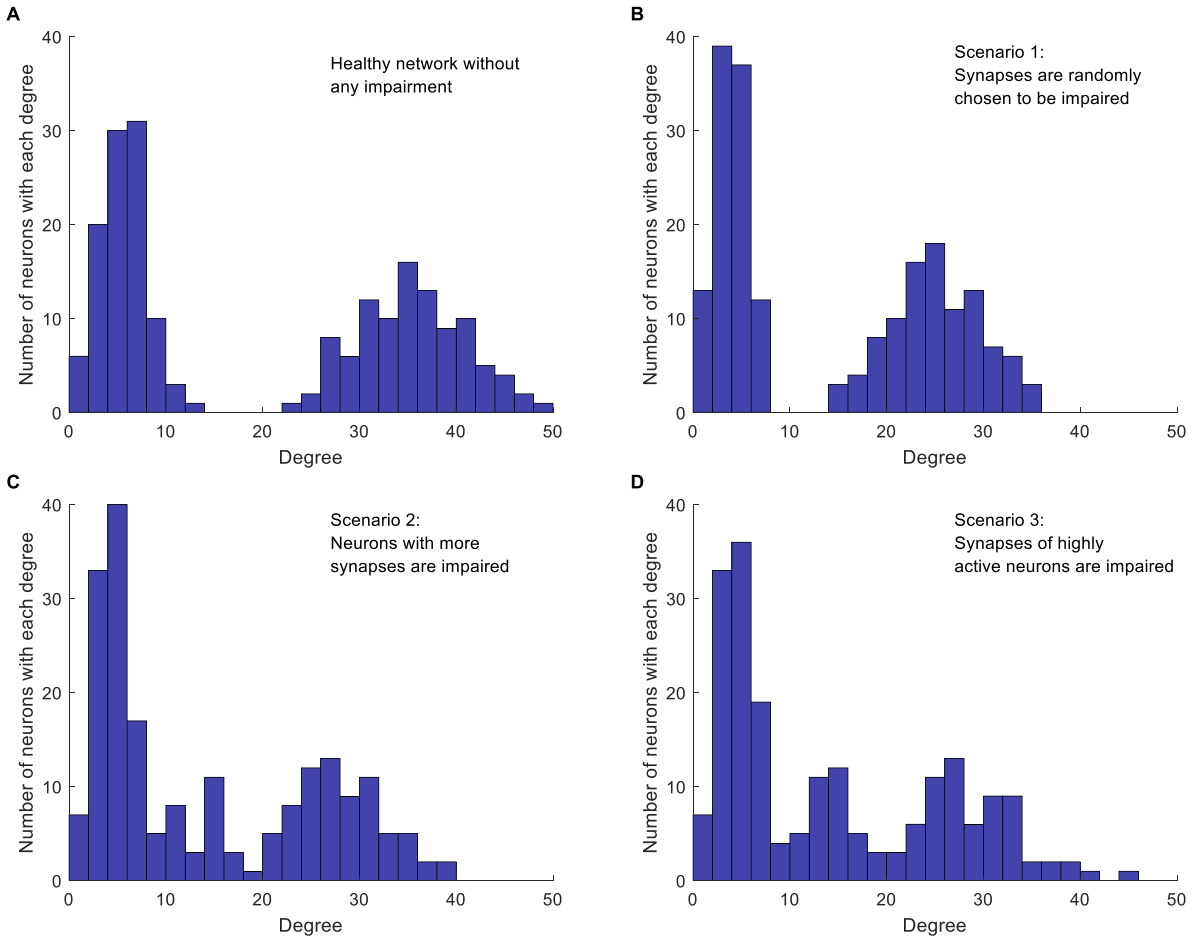 A
Number of neurons with each degree
40
30
20
10
0
Healthy network without
any impairment
0 10 20 30 40 50
Degree
B
Number of neurons with each degree
40
30
20
10
0
Scenario 1:
Synapses are randomly
chosen to be impaired
0 10 20 30 40 50
Degree
C
Number of neurons with each degree
40
30
20
10
0
Scenario 2:
Neurons with more
synapses are impaired
0 10 20 30 40 50
Degree
D
Number of neurons with each degree
40
30
20
10
0
Scenario 3:
Synapses of highly
active neurons are impaired
0 10 20 30 40 50
Degree